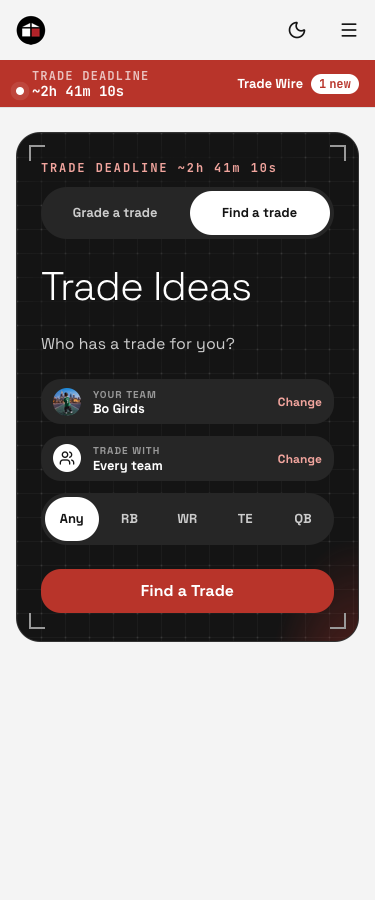 TRADE DEADLINE
~2h 41m 10s
Trade Wire 1 new
TRADE DEADLINE ~2h 41m 10s
Grade a trade Find a trade
Trade Ideas
Who has a trade for you?
YOUR TEAM
Bo Girds
Change
TRADE WITH
Every team
Change
Any RB WR TE QB
Find a Trade